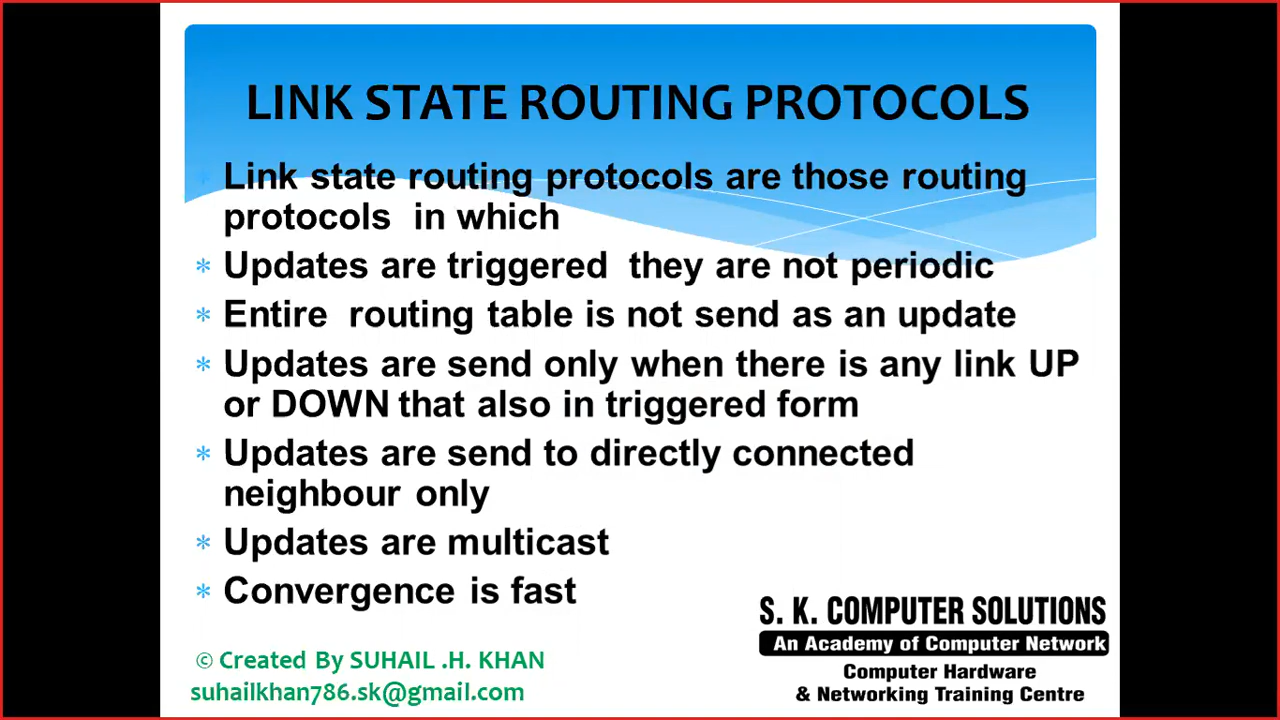 LINK STATE ROUTING PROTOCOLS
Link state routing protocols are those routing
protocols in which
* Updates are triggered they are not periodic
* Entire routing table is not send as an update
* Updates are send only when there is any link UP
or DOWN that also in triggered form
* Updates are send to directly connected
neighbour only
* Updates are multicast
* Convergence is fast
S. K. COMPUTER SOLUTIONS
An Academy of Computer Network
Computer Hardware
& Networking Training Centre
© Created By SUHAIL .H. KHAN
suhailkhan786.sk@gmail.com